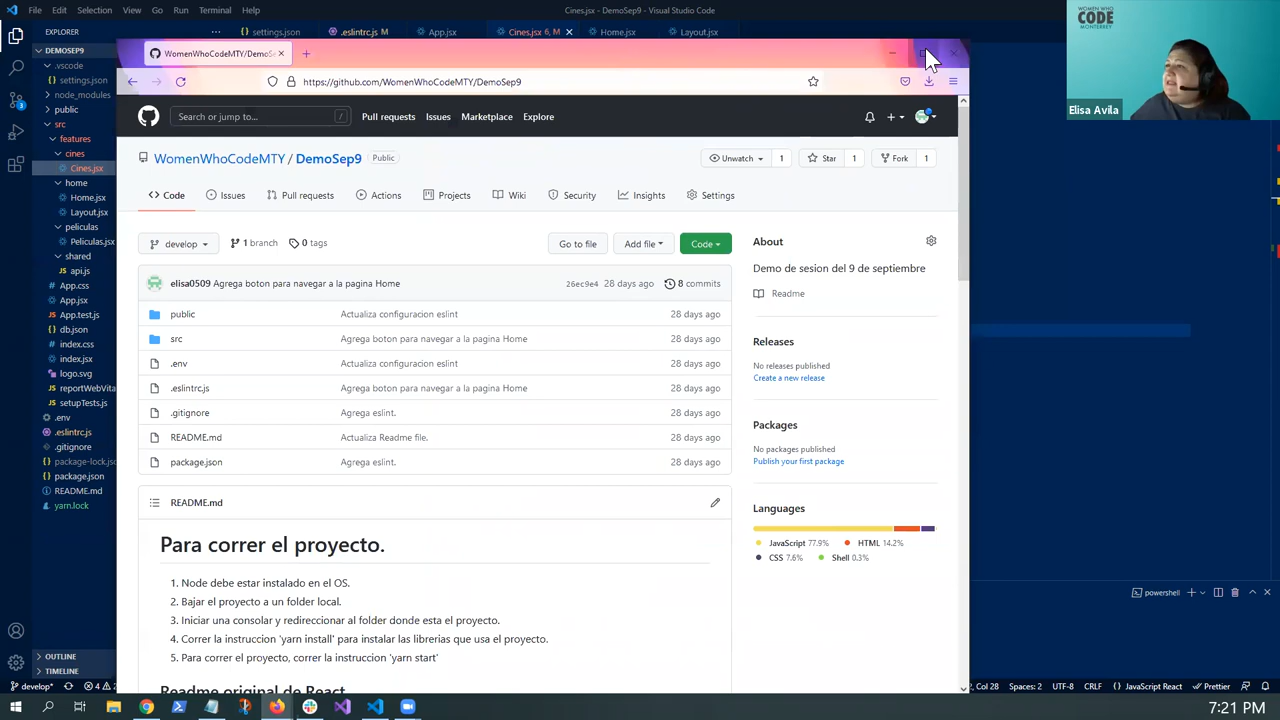 File Edit Selection View Go Run Terminal Help
Cines.jsx - DemoSep9 - Visual Studio Code
EXPLORER
settings.json
.eslintrc.js M
App.jsx
Cines.jsx 6, M
Home.jsx
Layout.jsx
DEMOSEP9
.vscode
settings.json
node_modules
public
src
features
cines
Cines.jsx
home
Home.jsx
Layout.jsx
peliculas
Peliculas.jsx
shared
api.js
App.css
App.jsx
App.test.js
db.json
index.css
index.jsx
logo.svg
reportWebVita
setupTests.js
.env
.eslintrc.js
.gitignore
package-lock.jsc
package.json
README.md
yarn.lock
OUTLINE
TIMELINE
WomenWhoCodeMTY/DemoSe
https://github.com/WomenWhoCodeMTY/DemoSep9
Search or jump to... /
Pull requests Issues Marketplace Explore
WomenWhoCodeMTY / DemoSep9 Public
Unwatch 1 Star 1 Fork 1
Code Issues Pull requests Actions Projects Wiki Security Insights Settings
develop 1 branch 0 tags Go to file Add file Code
elisa0509 Agrega boton para navegar a la pagina Home 26ec9e4 28 days ago 8 commits
public Actualiza configuracion eslint 28 days ago
src Agrega boton para navegar a la pagina Home 28 days ago
.env Actualiza configuracion eslint 28 days ago
.eslintrc.js Agrega boton para navegar a la pagina Home 28 days ago
.gitignore Agrega eslint. 28 days ago
README.md Actualiza Readme file. 28 days ago
package.json Agrega eslint. 28 days ago
README.md
Para correr el proyecto.
1. Node debe estar instalado en el OS.
2. Bajar el proyecto a un folder local.
3. Iniciar una consolar y redireccionar al folder donde esta el proyecto.
4. Correr la instruccion 'yarn install' para instalar las librerias que usa el proyecto.
5. Para correr el proyecto, correr la instruccion 'yarn start'
Readme original de React
About
Demo de sesion del 9 de septiembre
Readme
Releases
No releases published
Create a new release
Packages
No packages published
Publish your first package
Languages
JavaScript 77.9% HTML 14.2%
CSS 7.6% Shell 0.3%
WOMEN WHO
CODE
MONTERREY
Elisa Avila
powershell
develop* 4 2, Col 28 Spaces: 2 UTF-8 CRLF JavaScript React Prettier
3
7:21 PM